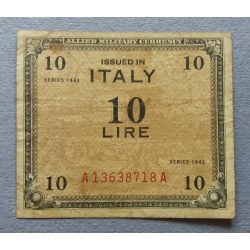 ALLIED MILITARY CURRENCY
10 ISSUED IN 10
SERIES 1943
ITALY
10
LIRE
SERIES 1943
A13638718A
10 10